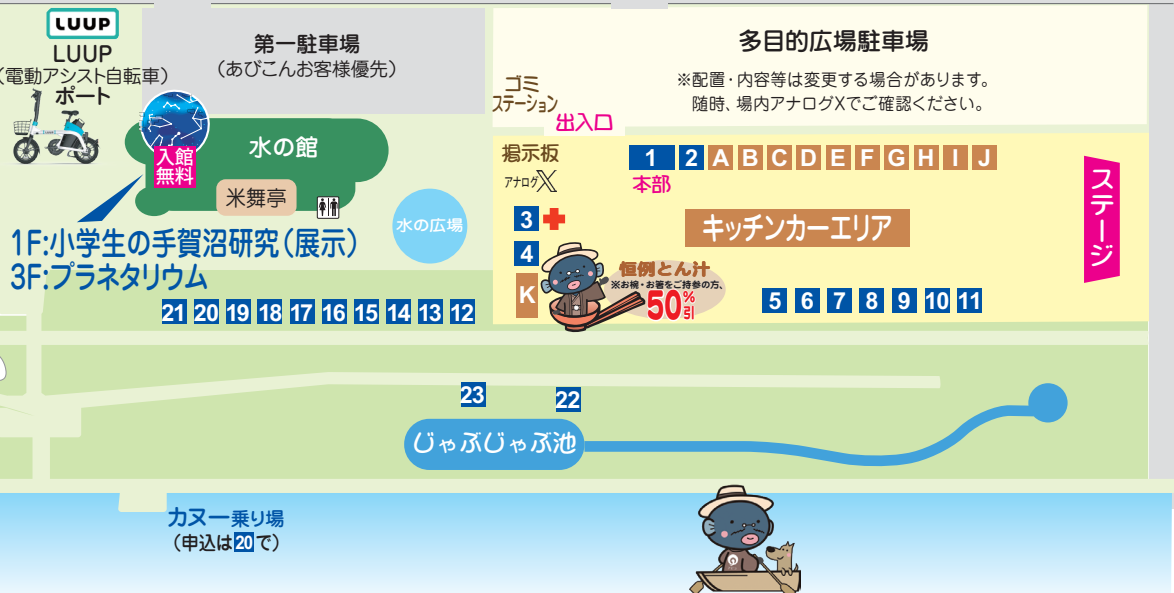 LUUP
LUUP
（電動アシスト自転車）
ポート
第一駐車場
（あびこんお客様優先）
多目的広場駐車場
※配置・内容等は変更する場合があります。
随時、場内アナログXでご確認ください。
ゴミ
ステーション
出入口
入館
無料
水の館
米舞亭
水の広場
1F:小学生の手賀沼研究（展示）
3F:プラネタリウム
掲示板
アナログX
1 2 A B C D E F G H I J
本部
ステージ
3
4
K
キッチンカーエリア
恒例とん汁
※お椀・お箸をご持参の方、
50%引
5 6 7 8 9 10 11
21 20 19 18 17 16 15 14 13 12
23 22
じゃぶじゃぶ池
カヌー乗り場
（申込は20で）